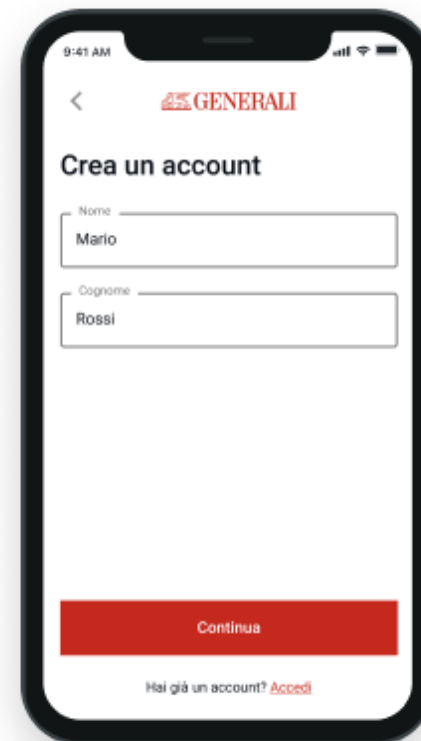 9:41 AM
GENERALI
Crea un account
Nome
Mario
Cognome
Rossi
Continua
Hai già un account? Accedi